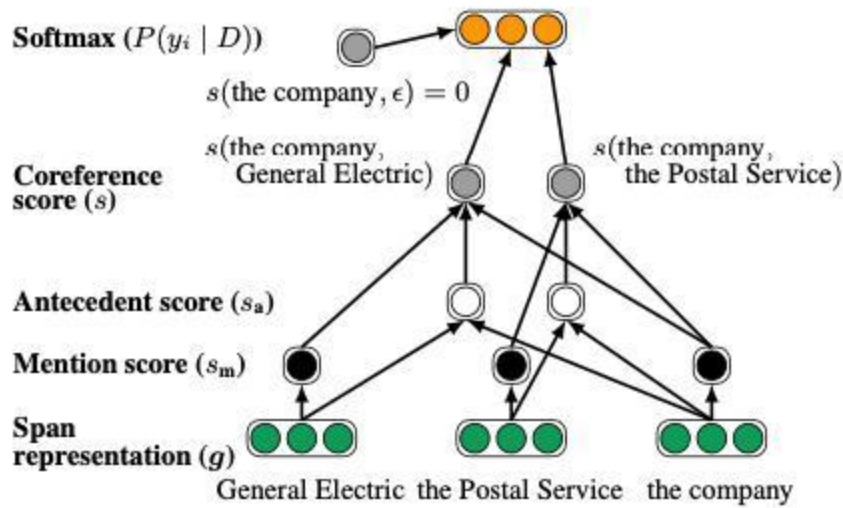 Softmax (P(yᵢ | D))
s(the company, ϵ) = 0
s(the company,
General Electric)
s(the company,
the Postal Service)
Coreference
score (s)
Antecedent score (sₐ)
Mention score (sₘ)
Span
representation (g)
General Electric the Postal Service the company